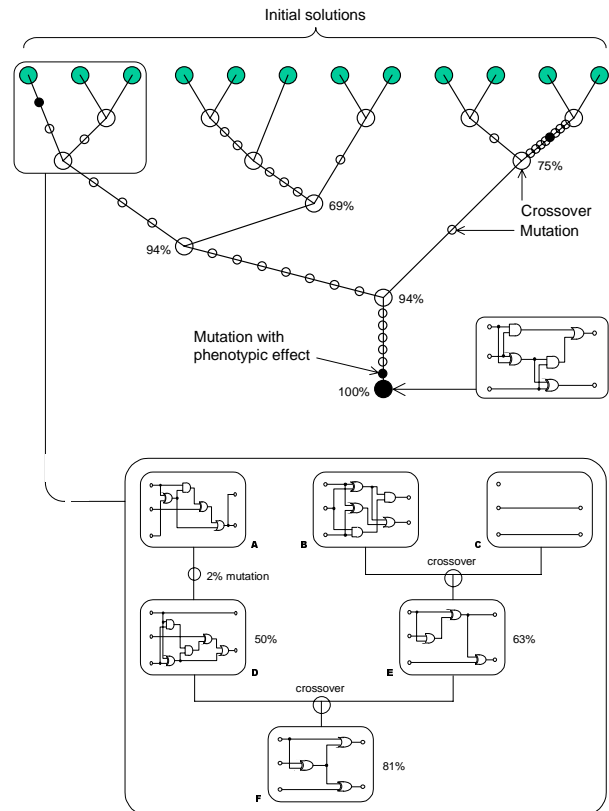 Initial solutions
75%
69%
Crossover
Mutation
94%
94%
Mutation with
phenotypic effect
100%
A
B
C
crossover
2% mutation
50%
63%
D
E
crossover
81%
F